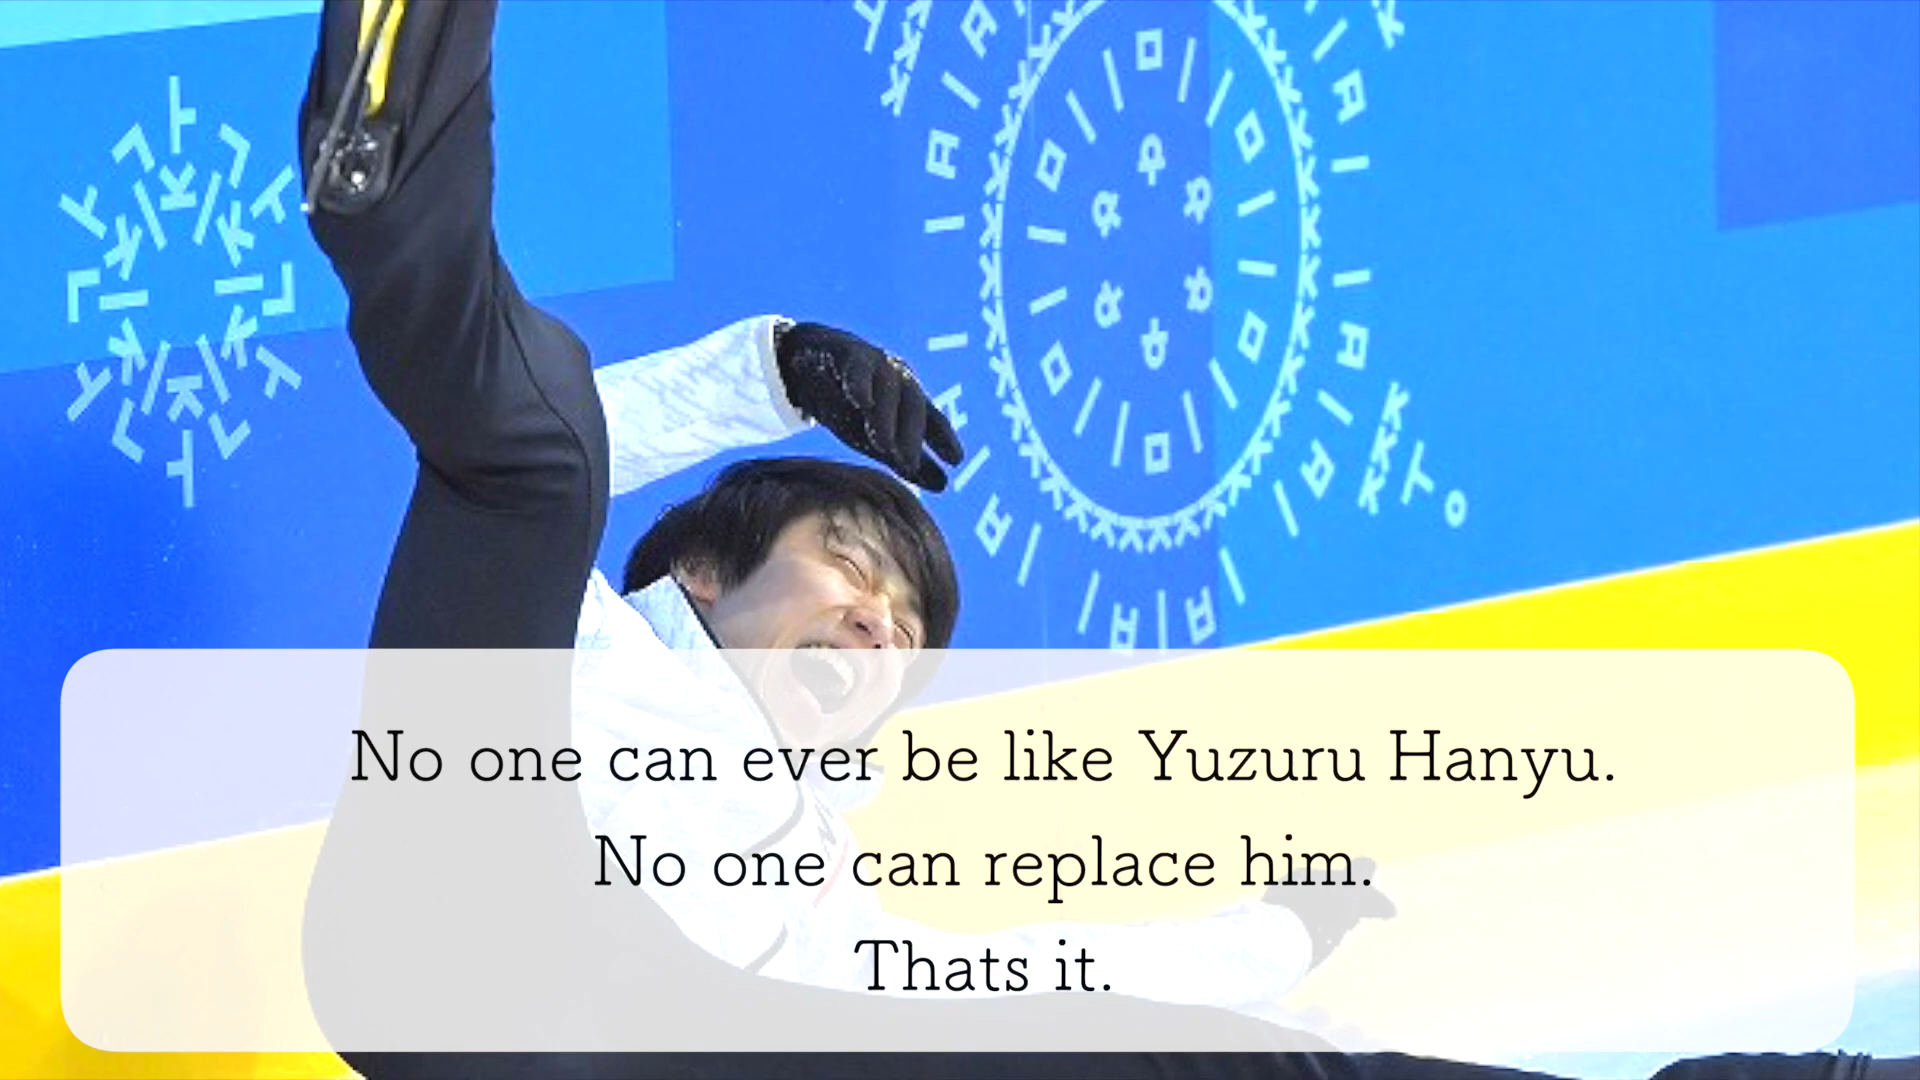 No one can ever be like Yuzuru Hanyu.
No one can replace him.
Thats it.